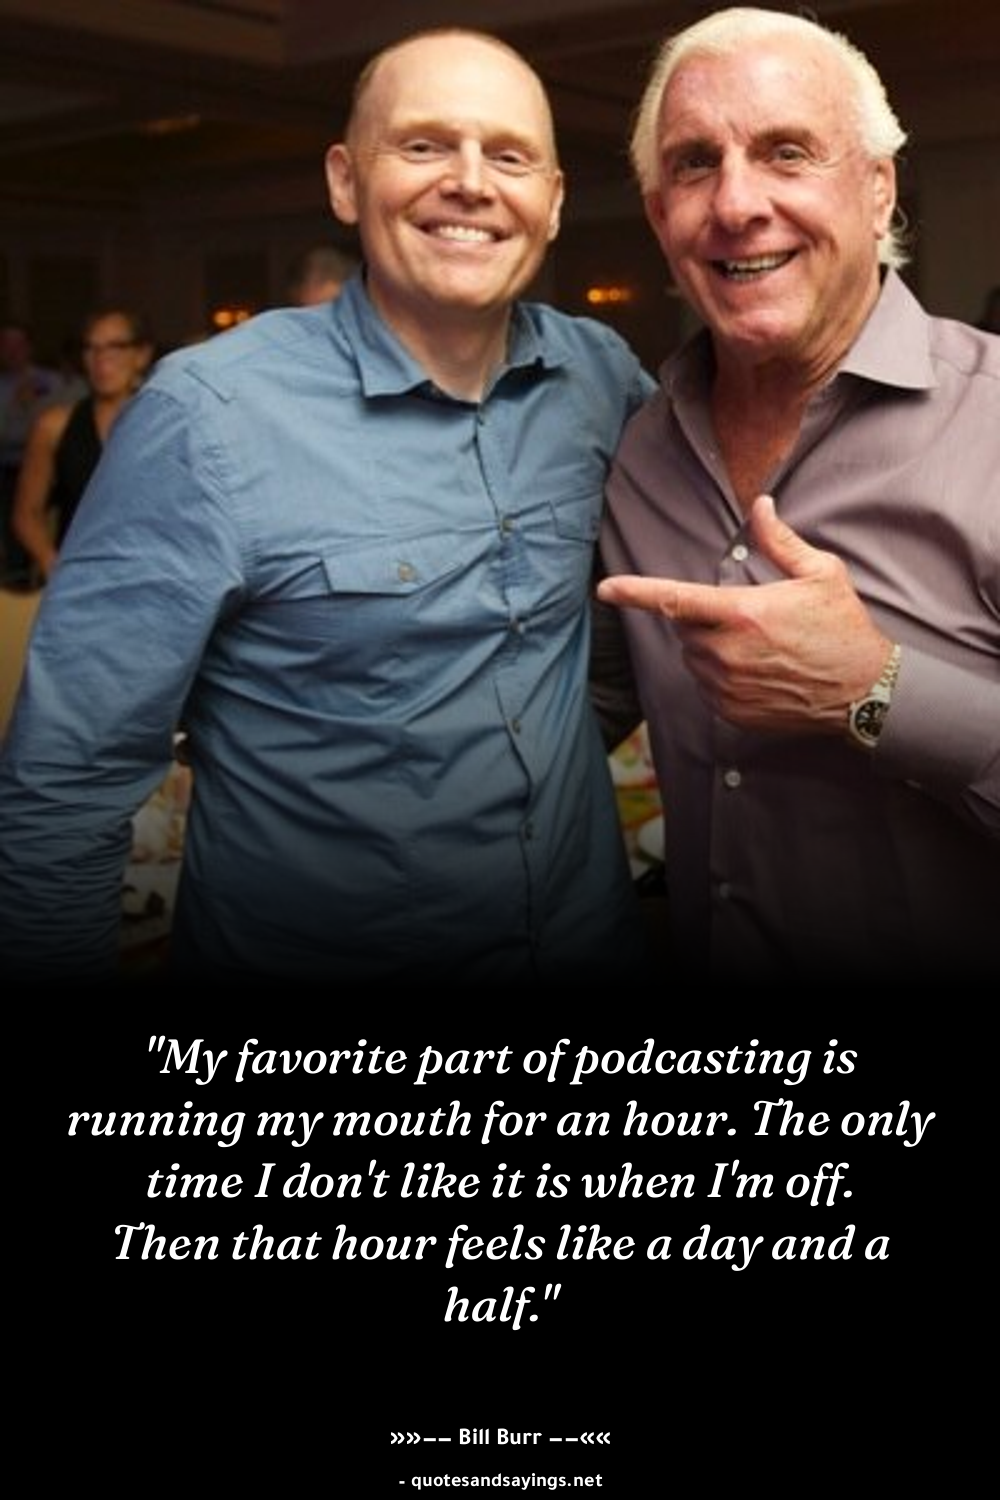 "My favorite part of podcasting is
running my mouth for an hour. The only
time I don't like it is when I'm off.
Then that hour feels like a day and a
half."
»»−− Bill Burr −−««
- quotesandsayings.net